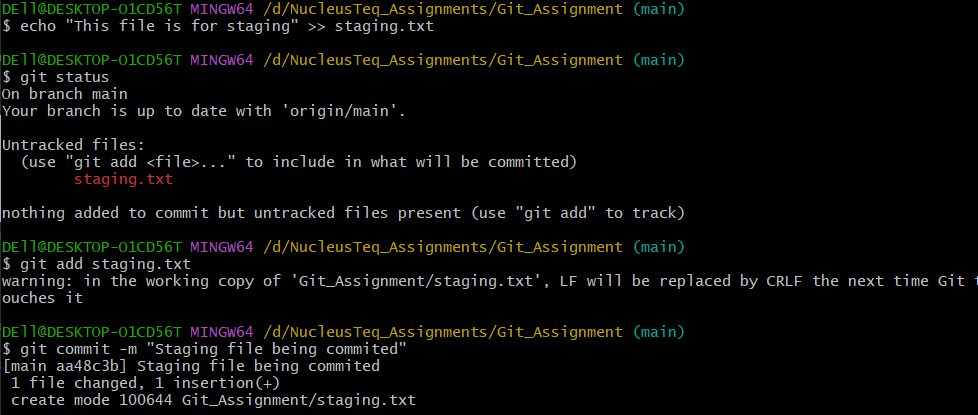 DEll@DESKTOP-O1CD56T MINGW64 /d/NucleusTeq_Assignments/Git_Assignment (main)
$ echo "This file is for staging" >> staging.txt

DEll@DESKTOP-O1CD56T MINGW64 /d/NucleusTeq_Assignments/Git_Assignment (main)
$ git status
On branch main
Your branch is up to date with 'origin/main'.

Untracked files:
  (use "git add <file>..." to include in what will be committed)
        staging.txt

nothing added to commit but untracked files present (use "git add" to track)

DEll@DESKTOP-O1CD56T MINGW64 /d/NucleusTeq_Assignments/Git_Assignment (main)
$ git add staging.txt
warning: in the working copy of 'Git_Assignment/staging.txt', LF will be replaced by CRLF the next time Git t
ouches it

DEll@DESKTOP-O1CD56T MINGW64 /d/NucleusTeq_Assignments/Git_Assignment (main)
$ git commit -m "Staging file being commited"
[main aa48c3b] Staging file being commited
 1 file changed, 1 insertion(+)
 create mode 100644 Git_Assignment/staging.txt